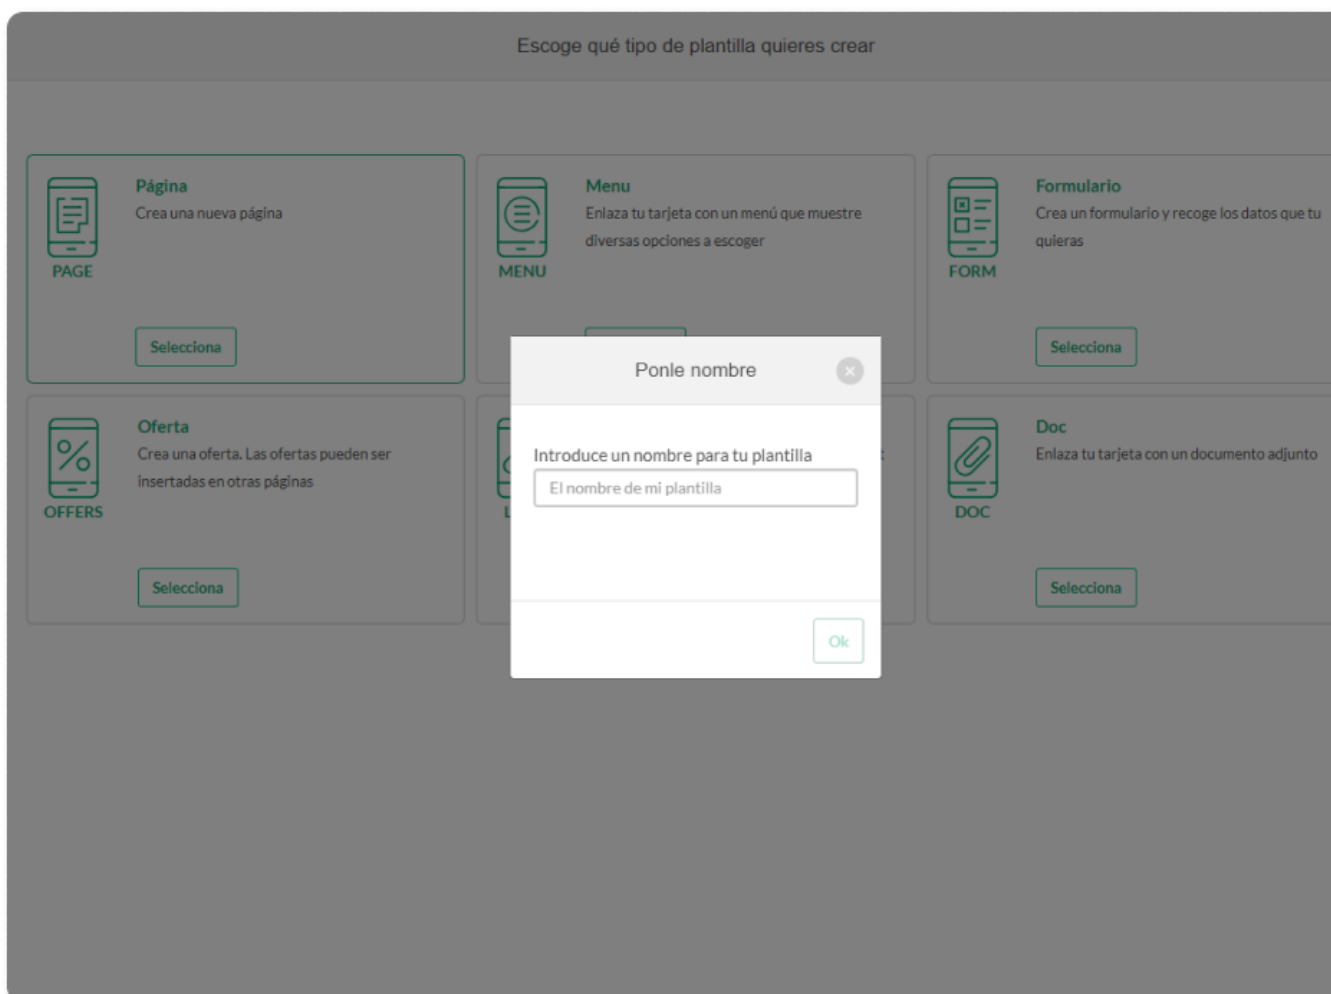 Escoge qué tipo de plantilla quieres crear
Página
Crea una nueva página
PAGE
Selecciona
Menu
Enlaza tu tarjeta con un menú que muestre
diversas opciones a escoger
MENU
Formulario
Crea un formulario y recoge los datos que tu
quieras
FORM
Selecciona
Oferta
Crea una oferta. Las ofertas pueden ser
insertadas en otras páginas
OFFERS
Selecciona
Doc
Enlaza tu tarjeta con un documento adjunto
DOC
Selecciona
Ponle nombre
Introduce un nombre para tu plantilla
El nombre de mi plantilla
Ok